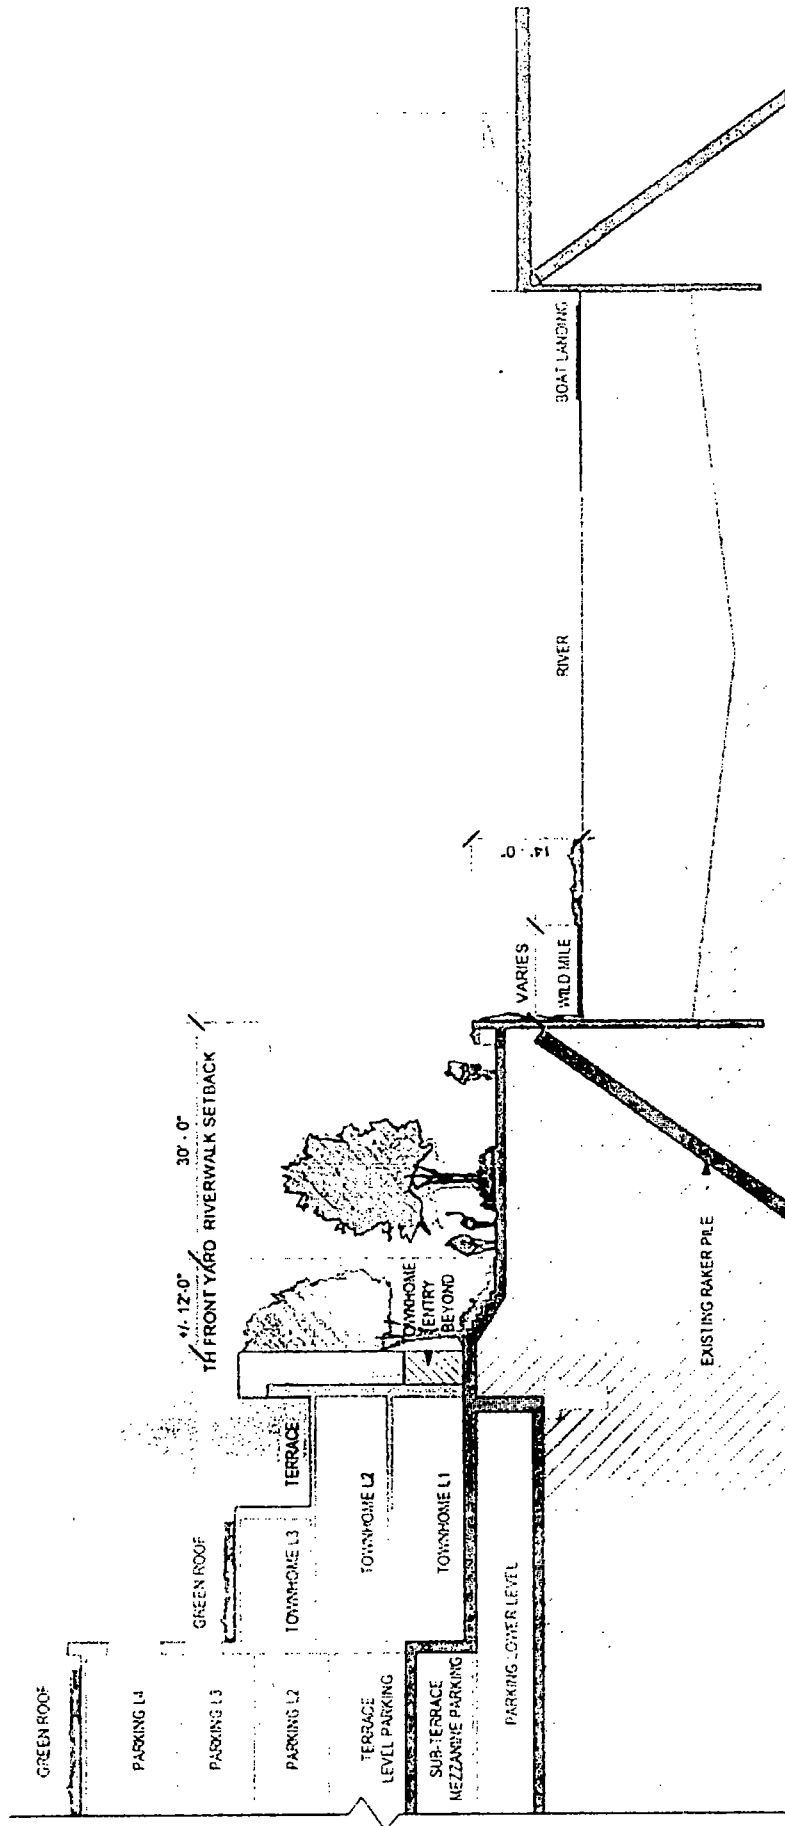 GREEN ROOF
PARKING L4
PARKING L3
PARKING L2
TERRACE
LEVEL PARKING
SUB-TERRACE
MEZZANINE PARKING
PARKING LOWER LEVEL
GREEN ROOF
TOWNHOME L3
TOWNHOME L2
TOWNHOME L1
TERRACE
TOWNHOME
ENTRY
BEYOND
+/- 12'-0"
TH FRONT YARD
30'-0"
RIVERWALK SETBACK
EXISTING RAKER PILE
VARIES
WILD MILE
14'-0"
RIVER
BOAT LANDING